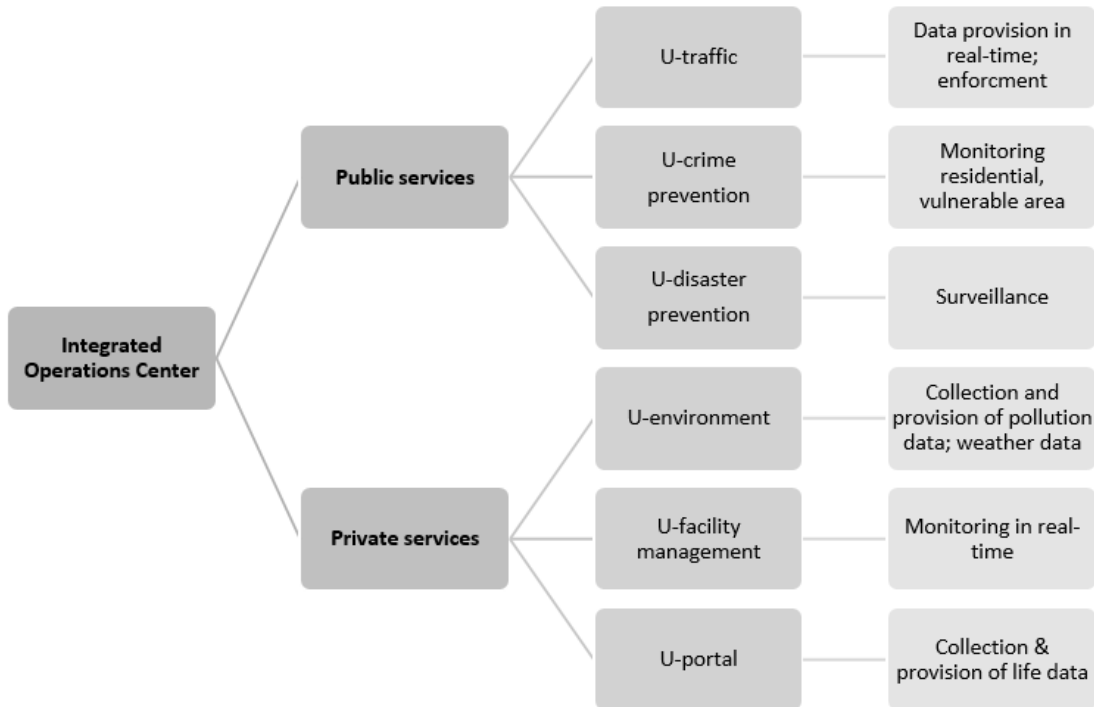 U-traffic
Data provision in
real-time;
enforcment
Public services
U-crime
prevention
Monitoring
residential,
vulnerable area
U-disaster
prevention
Surveillance
Integrated
Operations Center
U-environment
Collection and
provision of pollution
data; weather data
Private services
U-facility
management
Monitoring in real-
time
U-portal
Collection &
provision of life data